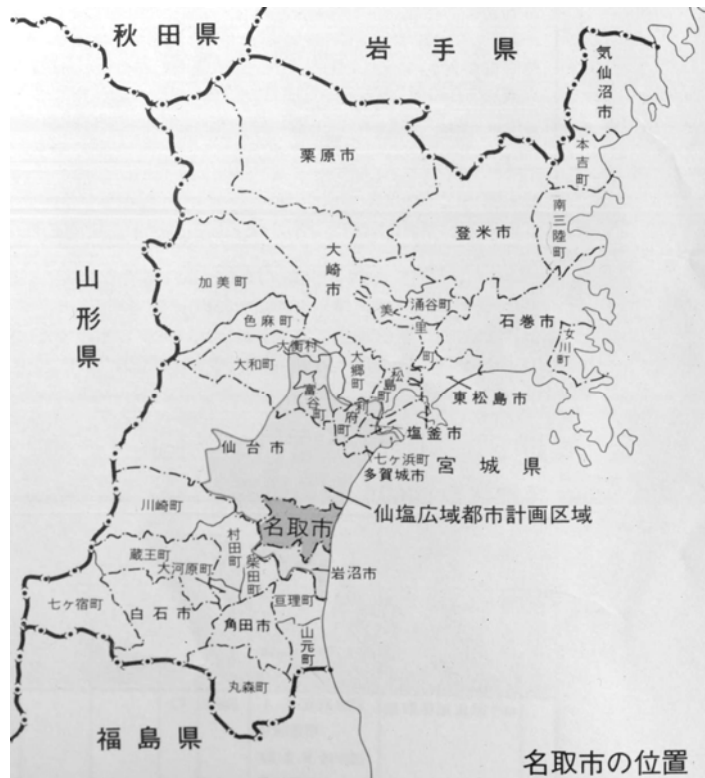 秋田県
岩手県
気仙沼市
本吉町
栗原市
南三陸町
登米市
大崎市
山形県
加美町
涌谷町
美里町
石巻市
色麻町
女川町
大衡村
大和町
大郷町
松島町
富谷町
利府町
東松島市
塩釜市
仙台市
七ヶ浜町
宮城県
多賀城市
川崎町
仙塩広域都市計画区域
名取市
村田町
蔵王町
柴田町
大河原町
岩沼市
七ヶ宿町
亘理町
白石市
角田市
山元町
丸森町
福島県
名取市の位置